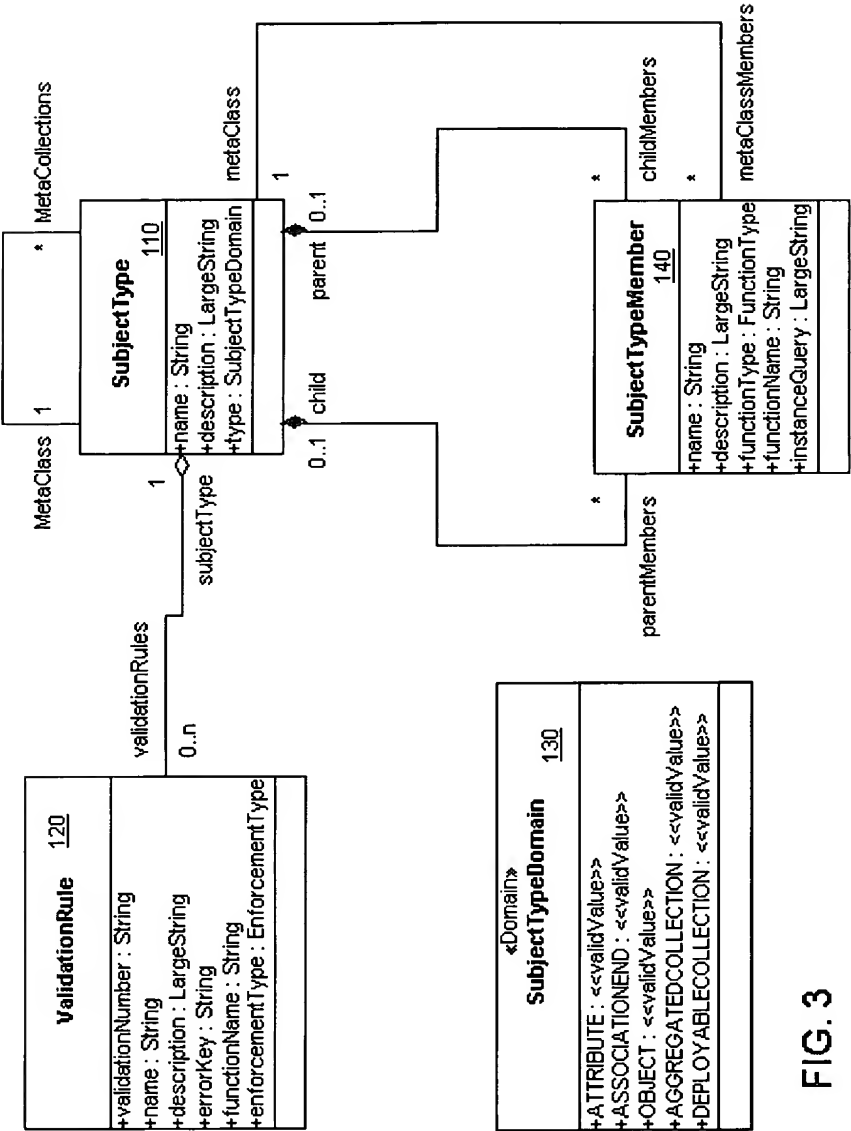 ValidationRule 120
+validationNumber : String
+name : String
+description : LargeString
+errorKey : String
+functionName : String
+enforcementType : EnforcementType
validationRules
0..n
subjectType
1
MetaClass 1
* MetaCollections
SubjectType
110
+name : String
+description : LargeString
+type : SubjectTypeDomain
metaClass
1
0..1 child
parent 0..1
«Domain»
SubjectTypeDomain
130
+ATTRIBUTE : <<validValue>>
+ASSOCIATIONEND : <<validValue>>
+OBJECT : <<validValue>>
+AGGREGATEDCOLLECTION : <<validValue>>
+DEPLOYABLECOLLECTION : <<validValue>>
parentMembers
*
* childMembers
* metaClassMembers
SubjectTypeMember
140
+name : String
+description : LargeString
+functionType : FunctionType
+functionName : String
+instanceQuery : LargeString
FIG. 3